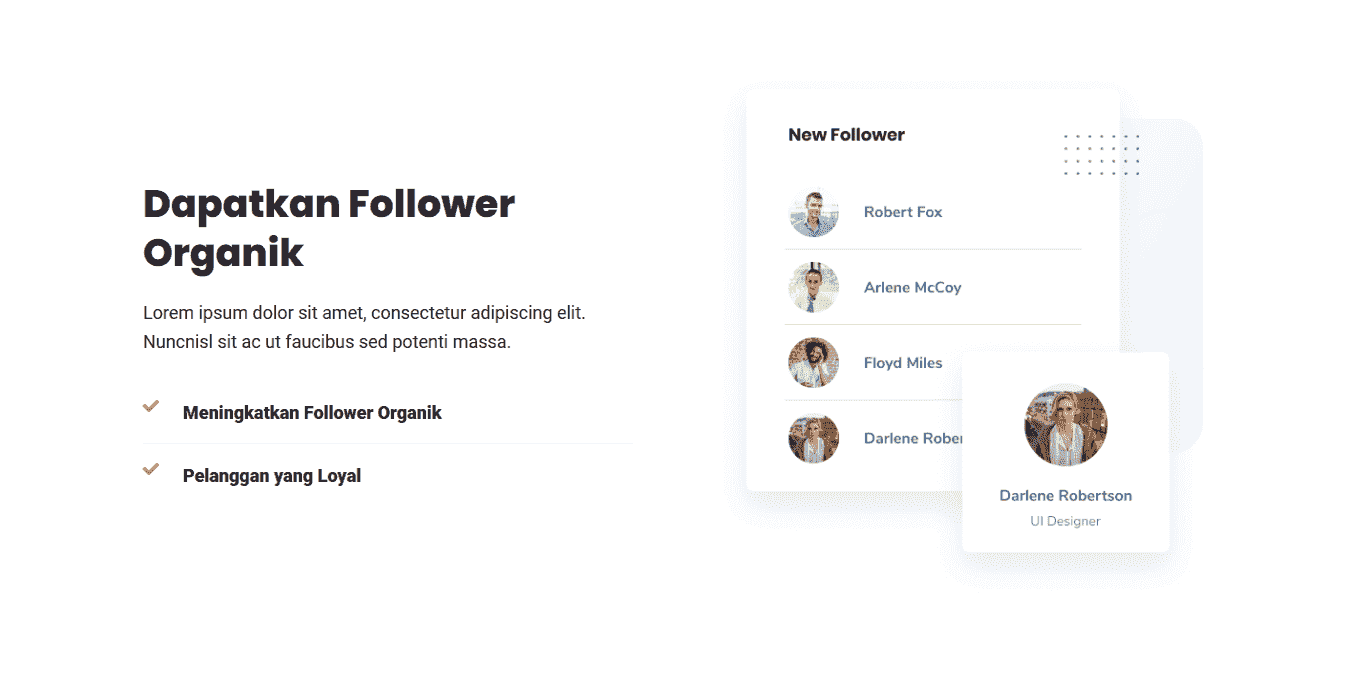 Dapatkan Follower
Organik
Lorem ipsum dolor sit amet, consectetur adipiscing elit.
Nuncnisl sit ac ut faucibus sed potenti massa.
Meningkatkan Follower Organik
Pelanggan yang Loyal
New Follower
Robert Fox
Arlene McCoy
Floyd Miles
Darlene Rober
Darlene Robertson
UI Designer